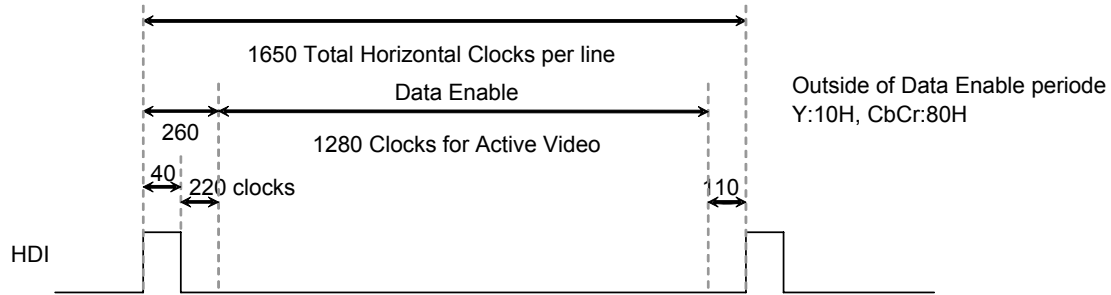 1650 Total Horizontal Clocks per line
Data Enable
Outside of Data Enable periode
Y:10H, CbCr:80H
260
1280 Clocks for Active Video
40
220 clocks
110
HDI